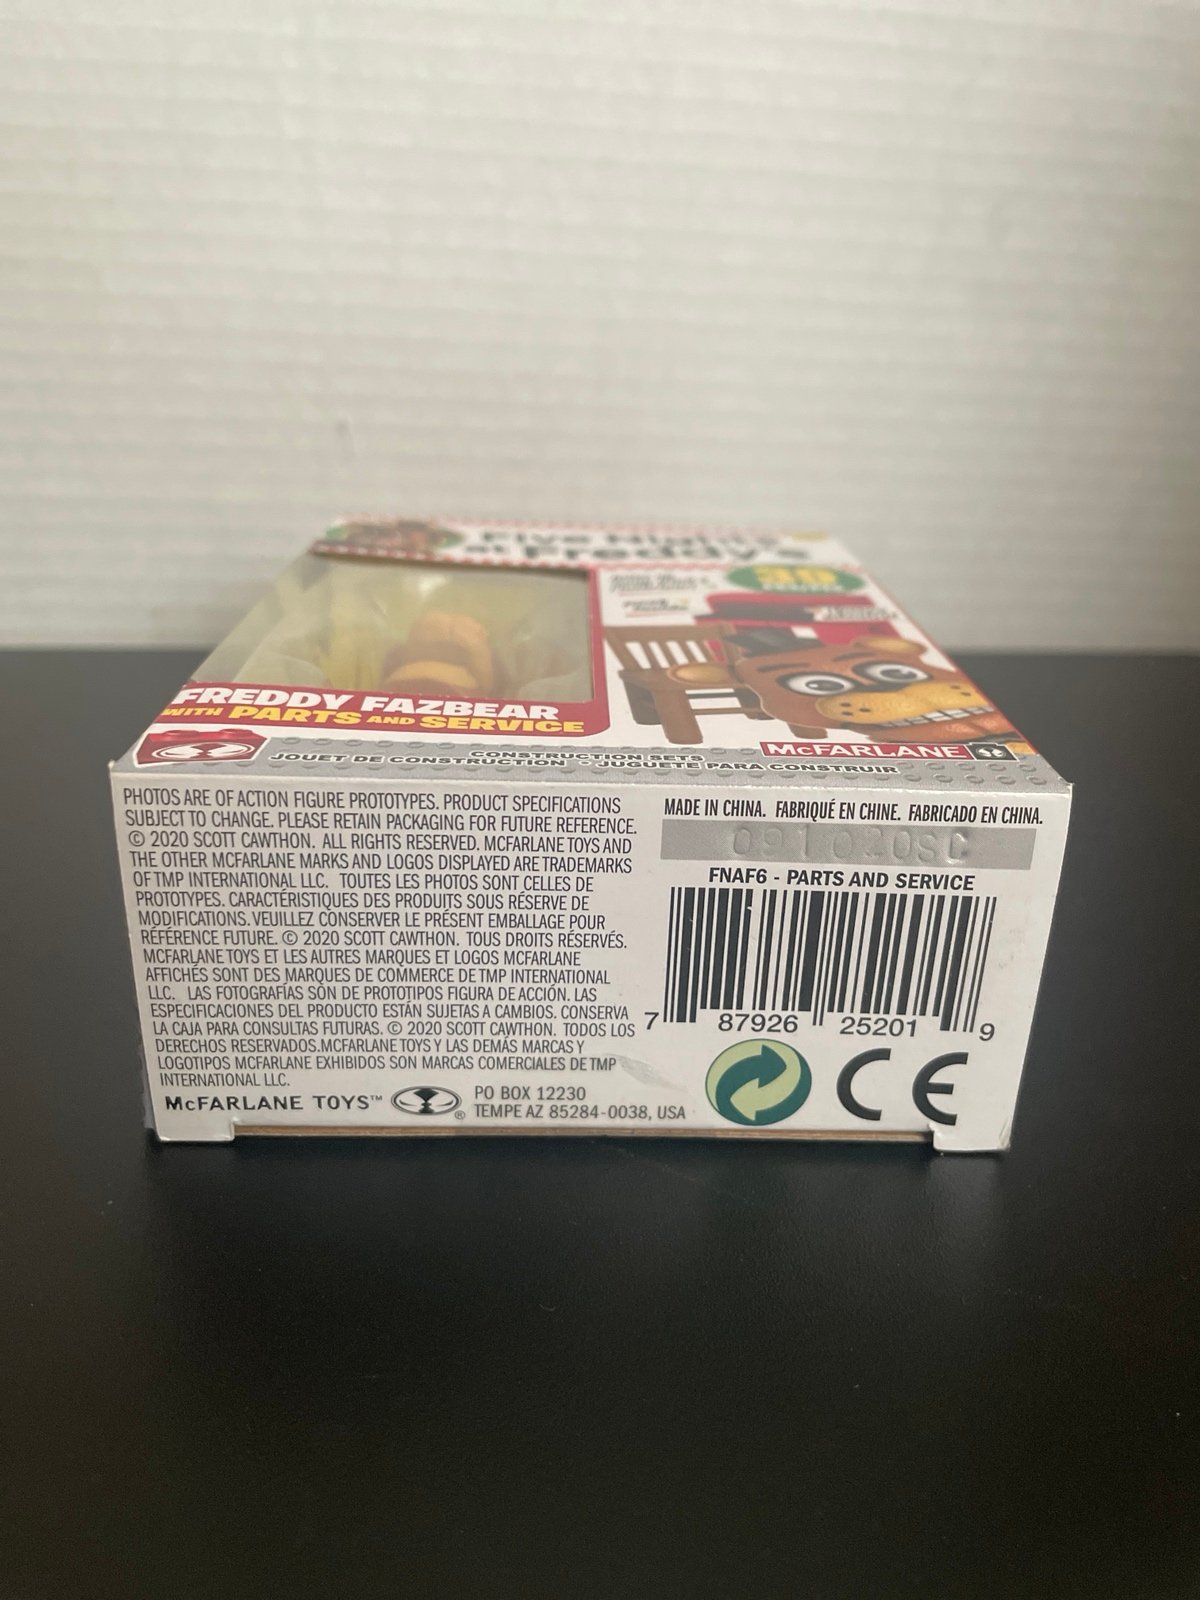 Five Nights
at Freddy's
30
FREDDY FAZBEAR
WITH PARTS AND SERVICE
McFARLANE
CONSTRUCTION SETS
JOUET DE CONSTRUCTION JUGUETE PARA CONSTRUIR
PHOTOS ARE OF ACTION FIGURE PROTOTYPES. PRODUCT SPECIFICATIONS
SUBJECT TO CHANGE. PLEASE RETAIN PACKAGING FOR FUTURE REFERENCE.
© 2020 SCOTT CAWTHON. ALL RIGHTS RESERVED. MCFARLANE TOYS AND
THE OTHER MCFARLANE MARKS AND LOGOS DISPLAYED ARE TRADEMARKS
OF TMP INTERNATIONAL LLC. TOUTES LES PHOTOS SONT CELLES DE
PROTOTYPES. CARACTÉRISTIQUES DES PRODUITS SOUS RÉSERVE DE
MODIFICATIONS. VEUILLEZ CONSERVER LE PRÉSENT EMBALLAGE POUR
RÉFÉRENCE FUTURE. © 2020 SCOTT CAWTHON. TOUS DROITS RÉSERVÉS.
MCFARLANE TOYS ET LES AUTRES MARQUES ET LOGOS MCFARLANE
AFFICHÉS SONT DES MARQUES DE COMMERCE DE TMP INTERNATIONAL
LLC. LAS FOTOGRAFÍAS SON DE PROTOTIPOS FIGURA DE ACCIÓN. LAS
ESPECIFICACIONES DEL PRODUCTO ESTÁN SUJETAS A CAMBIOS. CONSERVA
LA CAJA PARA CONSULTAS FUTURAS. © 2020 SCOTT CAWTHON. TODOS LOS
DERECHOS RESERVADOS.MCFARLANE TOYS Y LAS DEMÁS MARCAS Y
LOGOTIPOS MCFARLANE EXHIBIDOS SON MARCAS COMERCIALES DE TMP
INTERNATIONAL LLC.
McFARLANE TOYS™
®
PO BOX 12230
TEMPE AZ 85284-0038, USA
MADE IN CHINA. FABRIQUÉ EN CHINE. FABRICADO EN CHINA.
FNAF6 - PARTS AND SERVICE
7 87926 25201 9
CE